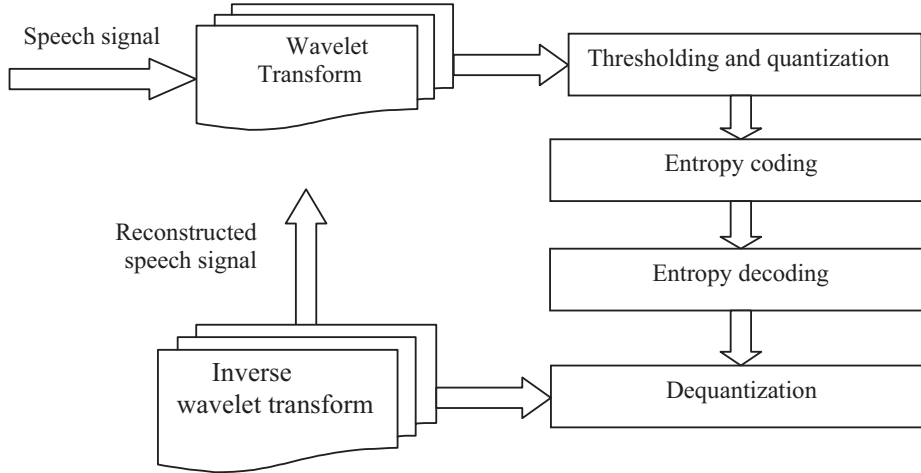 Speech signal
Wavelet
Transform
Thresholding and quantization
Entropy coding
Entropy decoding
Dequantization
Reconstructed
speech signal
Inverse
wavelet transform